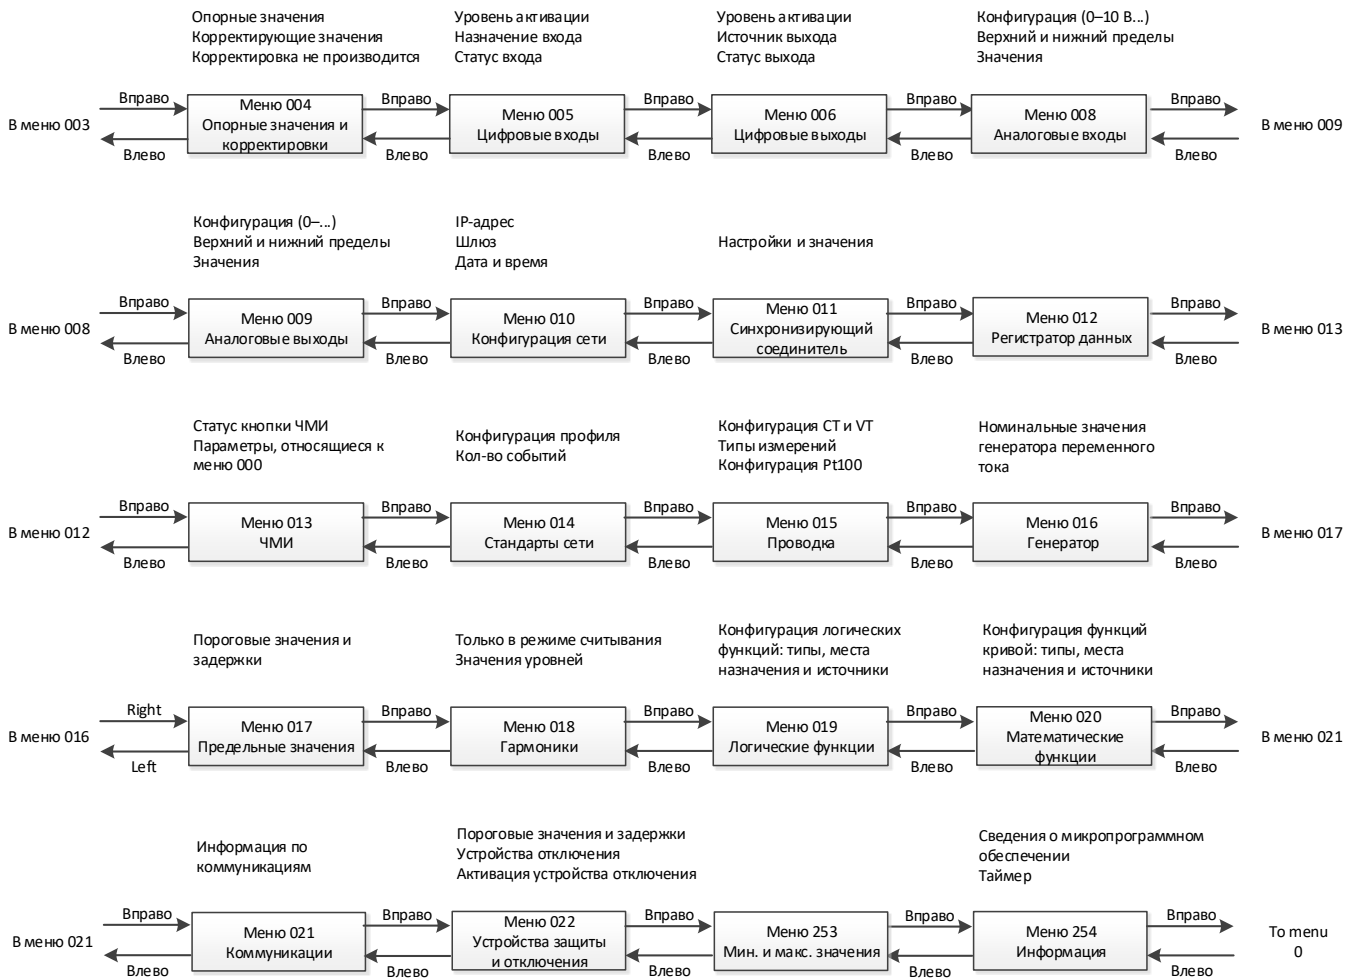 Опорные значения
Корректирующие значения
Корректировка не производится
Уровень активации
Назначение входа
Статус входа
Уровень активации
Источник выхода
Статус выхода
Конфигурация (0–10 В...)
Верхний и нижний пределы
Значения
В меню 003
Вправо
Влево
Меню 004
Опорные значения и
корректировки
Вправо
Влево
Меню 005
Цифровые входы
Вправо
Влево
Меню 006
Цифровые выходы
Вправо
Влево
Меню 008
Аналоговые входы
Вправо
Влево
В меню 009
Конфигурация (0–...)
Верхний и нижний пределы
Значения
IP-адрес
Шлюз
Дата и время
Настройки и значения
В меню 008
Вправо
Влево
Меню 009
Аналоговые выходы
Вправо
Влево
Меню 010
Конфигурация сети
Вправо
Влево
Меню 011
Синхронизирующий
соединитель
Вправо
Влево
Меню 012
Регистратор данных
Вправо
Влево
В меню 013
Статус кнопки ЧМИ
Параметры, относящиеся к
меню 000
Конфигурация профиля
Кол-во событий
Конфигурация CT и VT
Типы измерений
Конфигурация Pt100
Номинальные значения
генератора переменного
тока
В меню 012
Вправо
Влево
Меню 013
ЧМИ
Вправо
Влево
Меню 014
Стандарты сети
Вправо
Влево
Меню 015
Проводка
Вправо
Влево
Меню 016
Генератор
Вправо
Влево
В меню 017
Пороговые значения и
задержки
Только в режиме считывания
Значения уровней
Конфигурация логических
функций: типы, места
назначения и источники
Конфигурация функций
кривой: типы, места
назначения и источники
В меню 016
Right
Left
Меню 017
Предельные значения
Вправо
Влево
Меню 018
Гармоники
Вправо
Влево
Меню 019
Логические функции
Вправо
Влево
Меню 020
Математические
функции
Вправо
Влево
В меню 021
Информация по
коммуникациям
Пороговые значения и задержки
Устройства отключения
Активация устройства отключения
Сведения о микропрограммном
обеспечении
Таймер
В меню 021
Вправо
Влево
Меню 021
Коммуникации
Вправо
Влево
Меню 022
Устройства защиты
и отключения
Вправо
Влево
Меню 253
Мин. и макс. значения
Вправо
Влево
Меню 254
Информация
Вправо
Влево
To menu
0